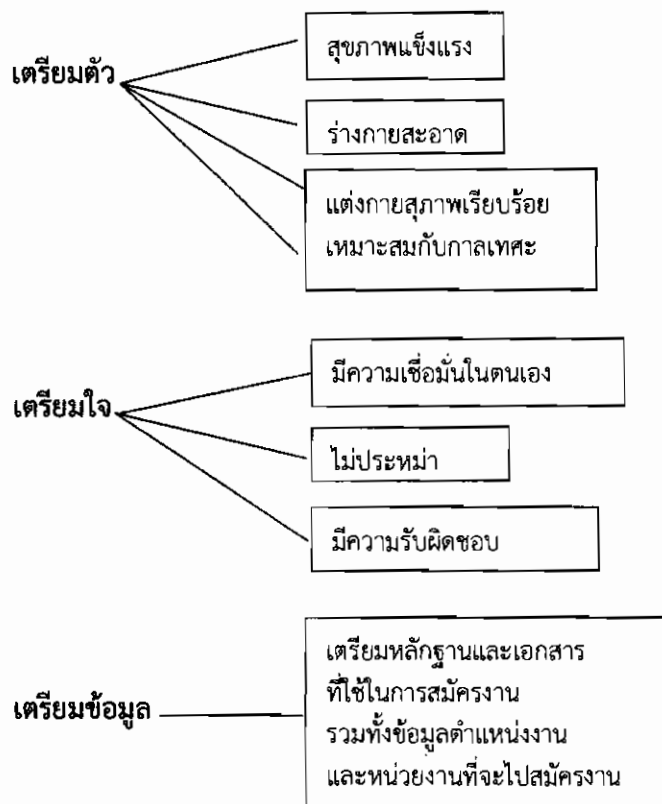 เตรียมตัว
สุขภาพแข็งแรง
ร่างกายสะอาด
แต่งกายสุภาพเรียบร้อย
เหมาะสมกับกาลเทศะ
เตรียมใจ
มีความเชื่อมั่นในตนเอง
ไม่ประหม่า
มีความรับผิดชอบ
เตรียมข้อมูล
เตรียมหลักฐานและเอกสาร
ที่ใช้ในการสมัครงาน
รวมทั้งข้อมูลตำแหน่งงาน
และหน่วยงานที่จะไปสมัครงาน